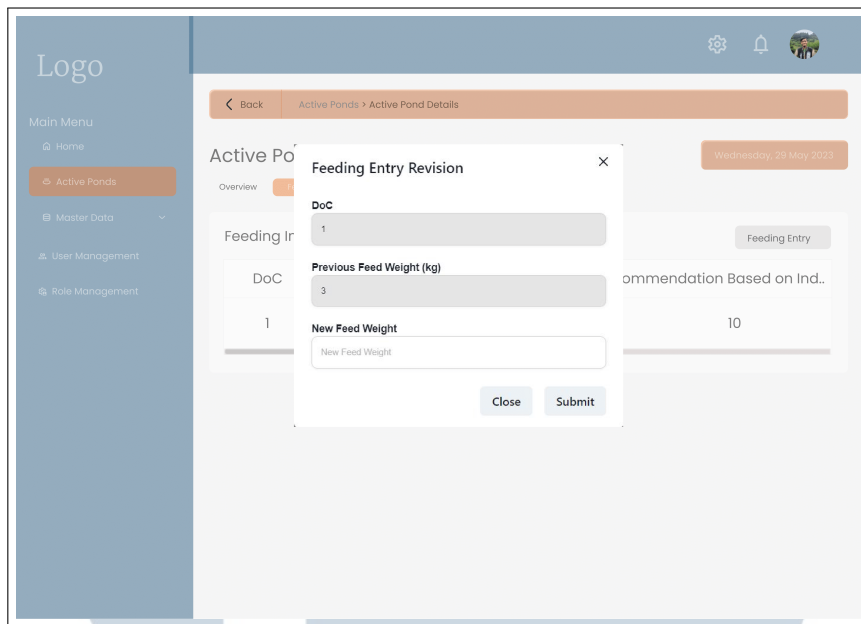 Logo
Main Menu
Home
Active Ponds
Master Data
User Management
Role Management
Back
Active Ponds > Active Pond Details
Active Po
Wednesday, 29 May 2023
Overview
Feeding In
Feeding Entry
DoC
ommendation Based on Ind..
1
10
Feeding Entry Revision
DoC
1
Previous Feed Weight (kg)
3
New Feed Weight
New Feed Weight
Close
Submit